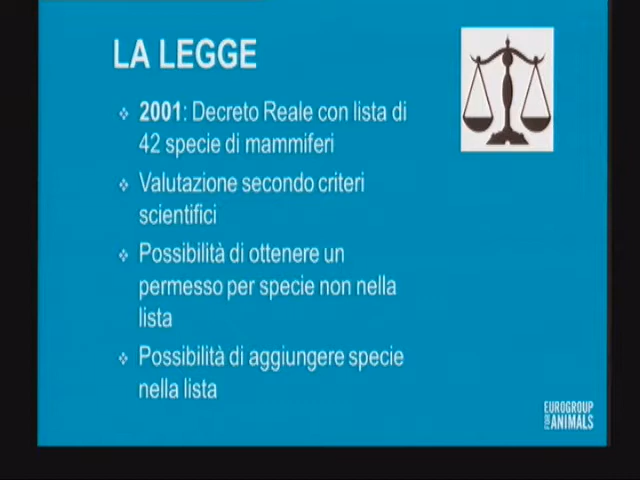 LA LEGGE
2001: Decreto Reale con lista di
42 specie di mammiferi
Valutazione secondo criteri
scientifici
Possibilità di ottenere un
permesso per specie non nella
lista
Possibilità di aggiungere specie
nella lista
EUROGROUP
FOR ANIMALS